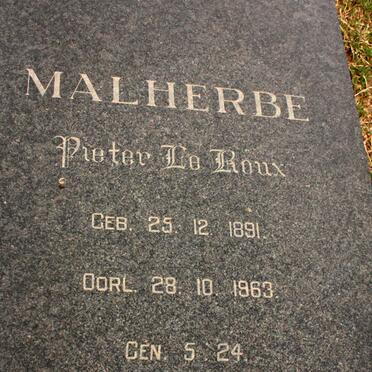 MALHERBE
Pieter Le Roux
GEB. 25. 12. 1891.
OORL. 28. 10. 1963.
GEN. 5. 24.